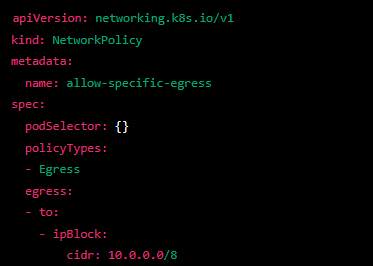 apiVersion: networking.k8s.io/v1
kind: NetworkPolicy
metadata:
  name: allow-specific-egress
spec:
  podSelector: {}
  policyTypes:
  - Egress
  egress:
  - to:
    - ipBlock:
        cidr: 10.0.0.0/8